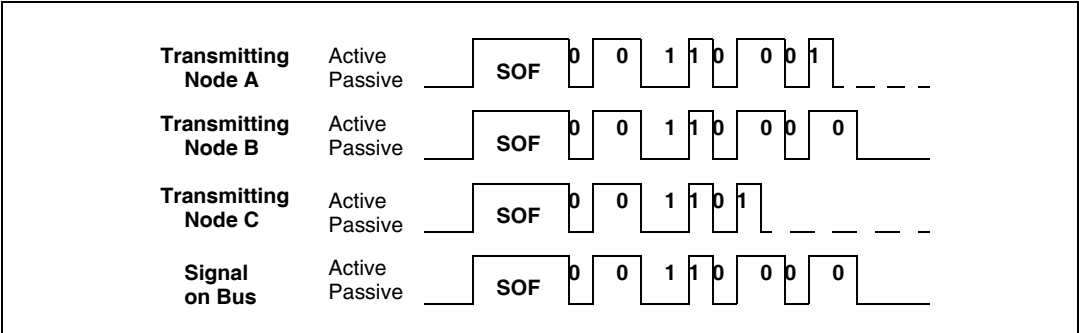 Transmitting Active 0 0 1 1 0 0 0 1
Node A Passive SOF
Transmitting Active 0 0 1 1 0 0 0 0
Node B Passive SOF
Transmitting Active 0 0 1 1 0 1
Node C Passive SOF
Signal Active 0 0 1 1 0 0 0 0
on Bus Passive SOF